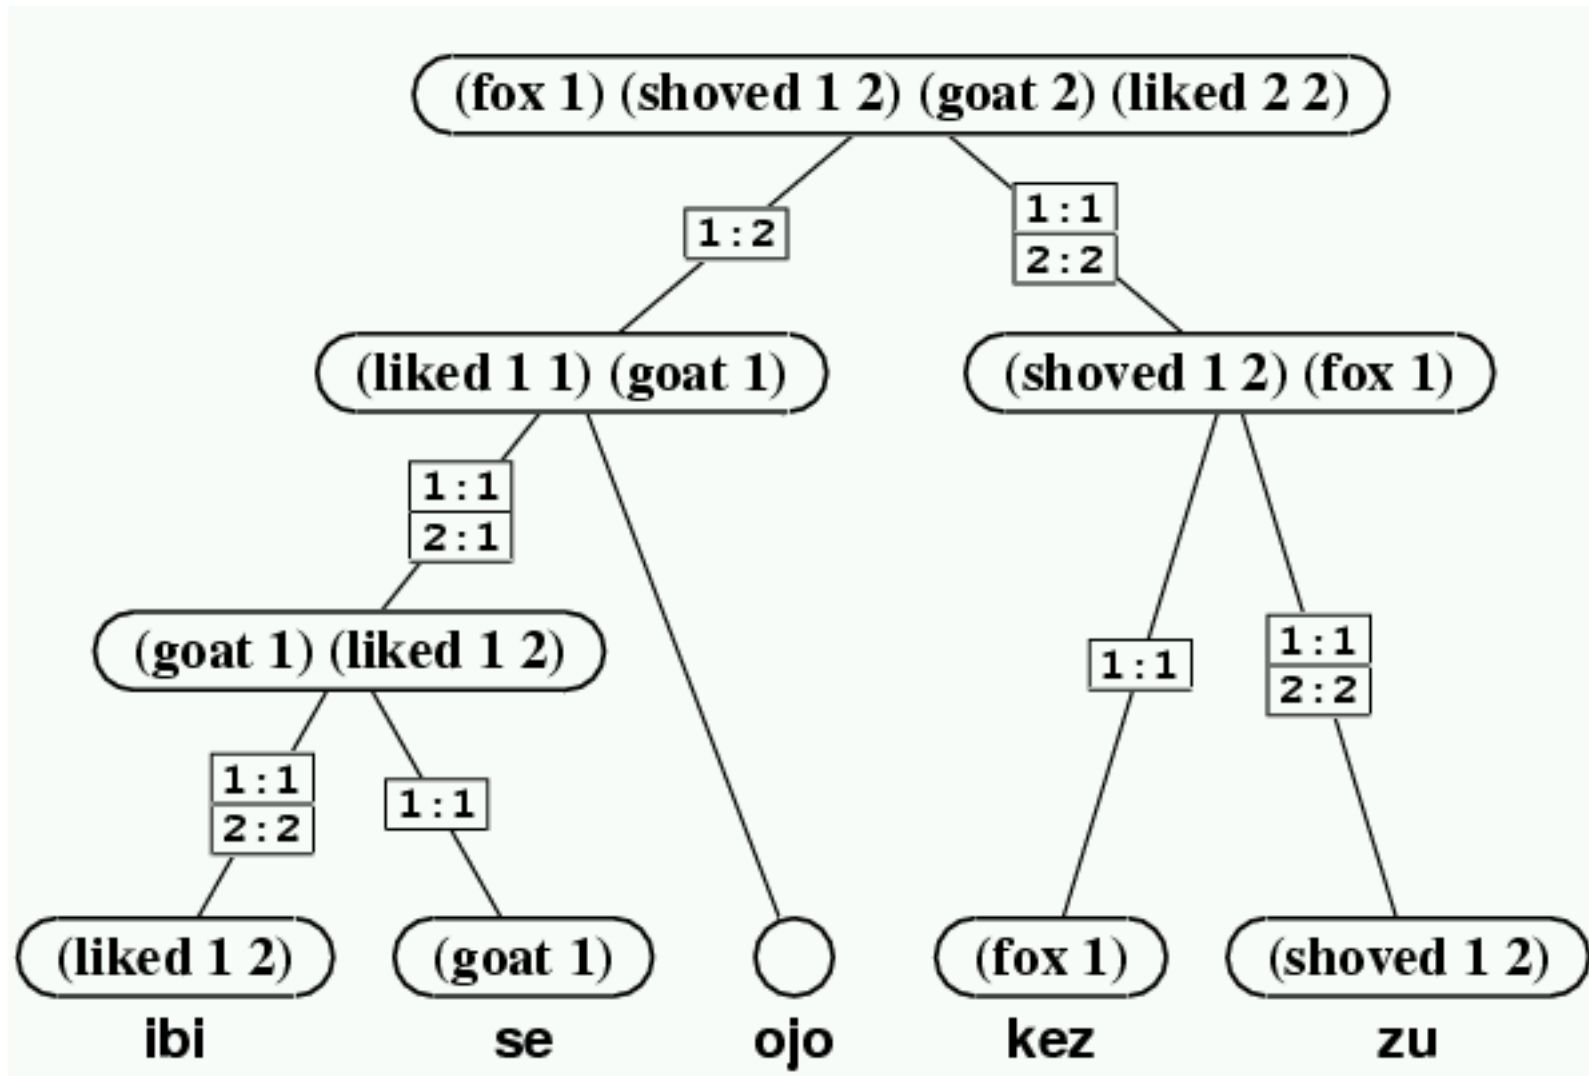 (fox 1) (shoved 1 2) (goat 2) (liked 2 2)
1:2
1:1
2:2
(liked 1 1) (goat 1)
(shoved 1 2) (fox 1)
1:1
2:1
(goat 1) (liked 1 2)
1:1
1:1
2:2
1:1
2:2
1:1
(liked 1 2)
(goat 1)
(fox 1)
(shoved 1 2)
ibi
se
ojo
kez
zu